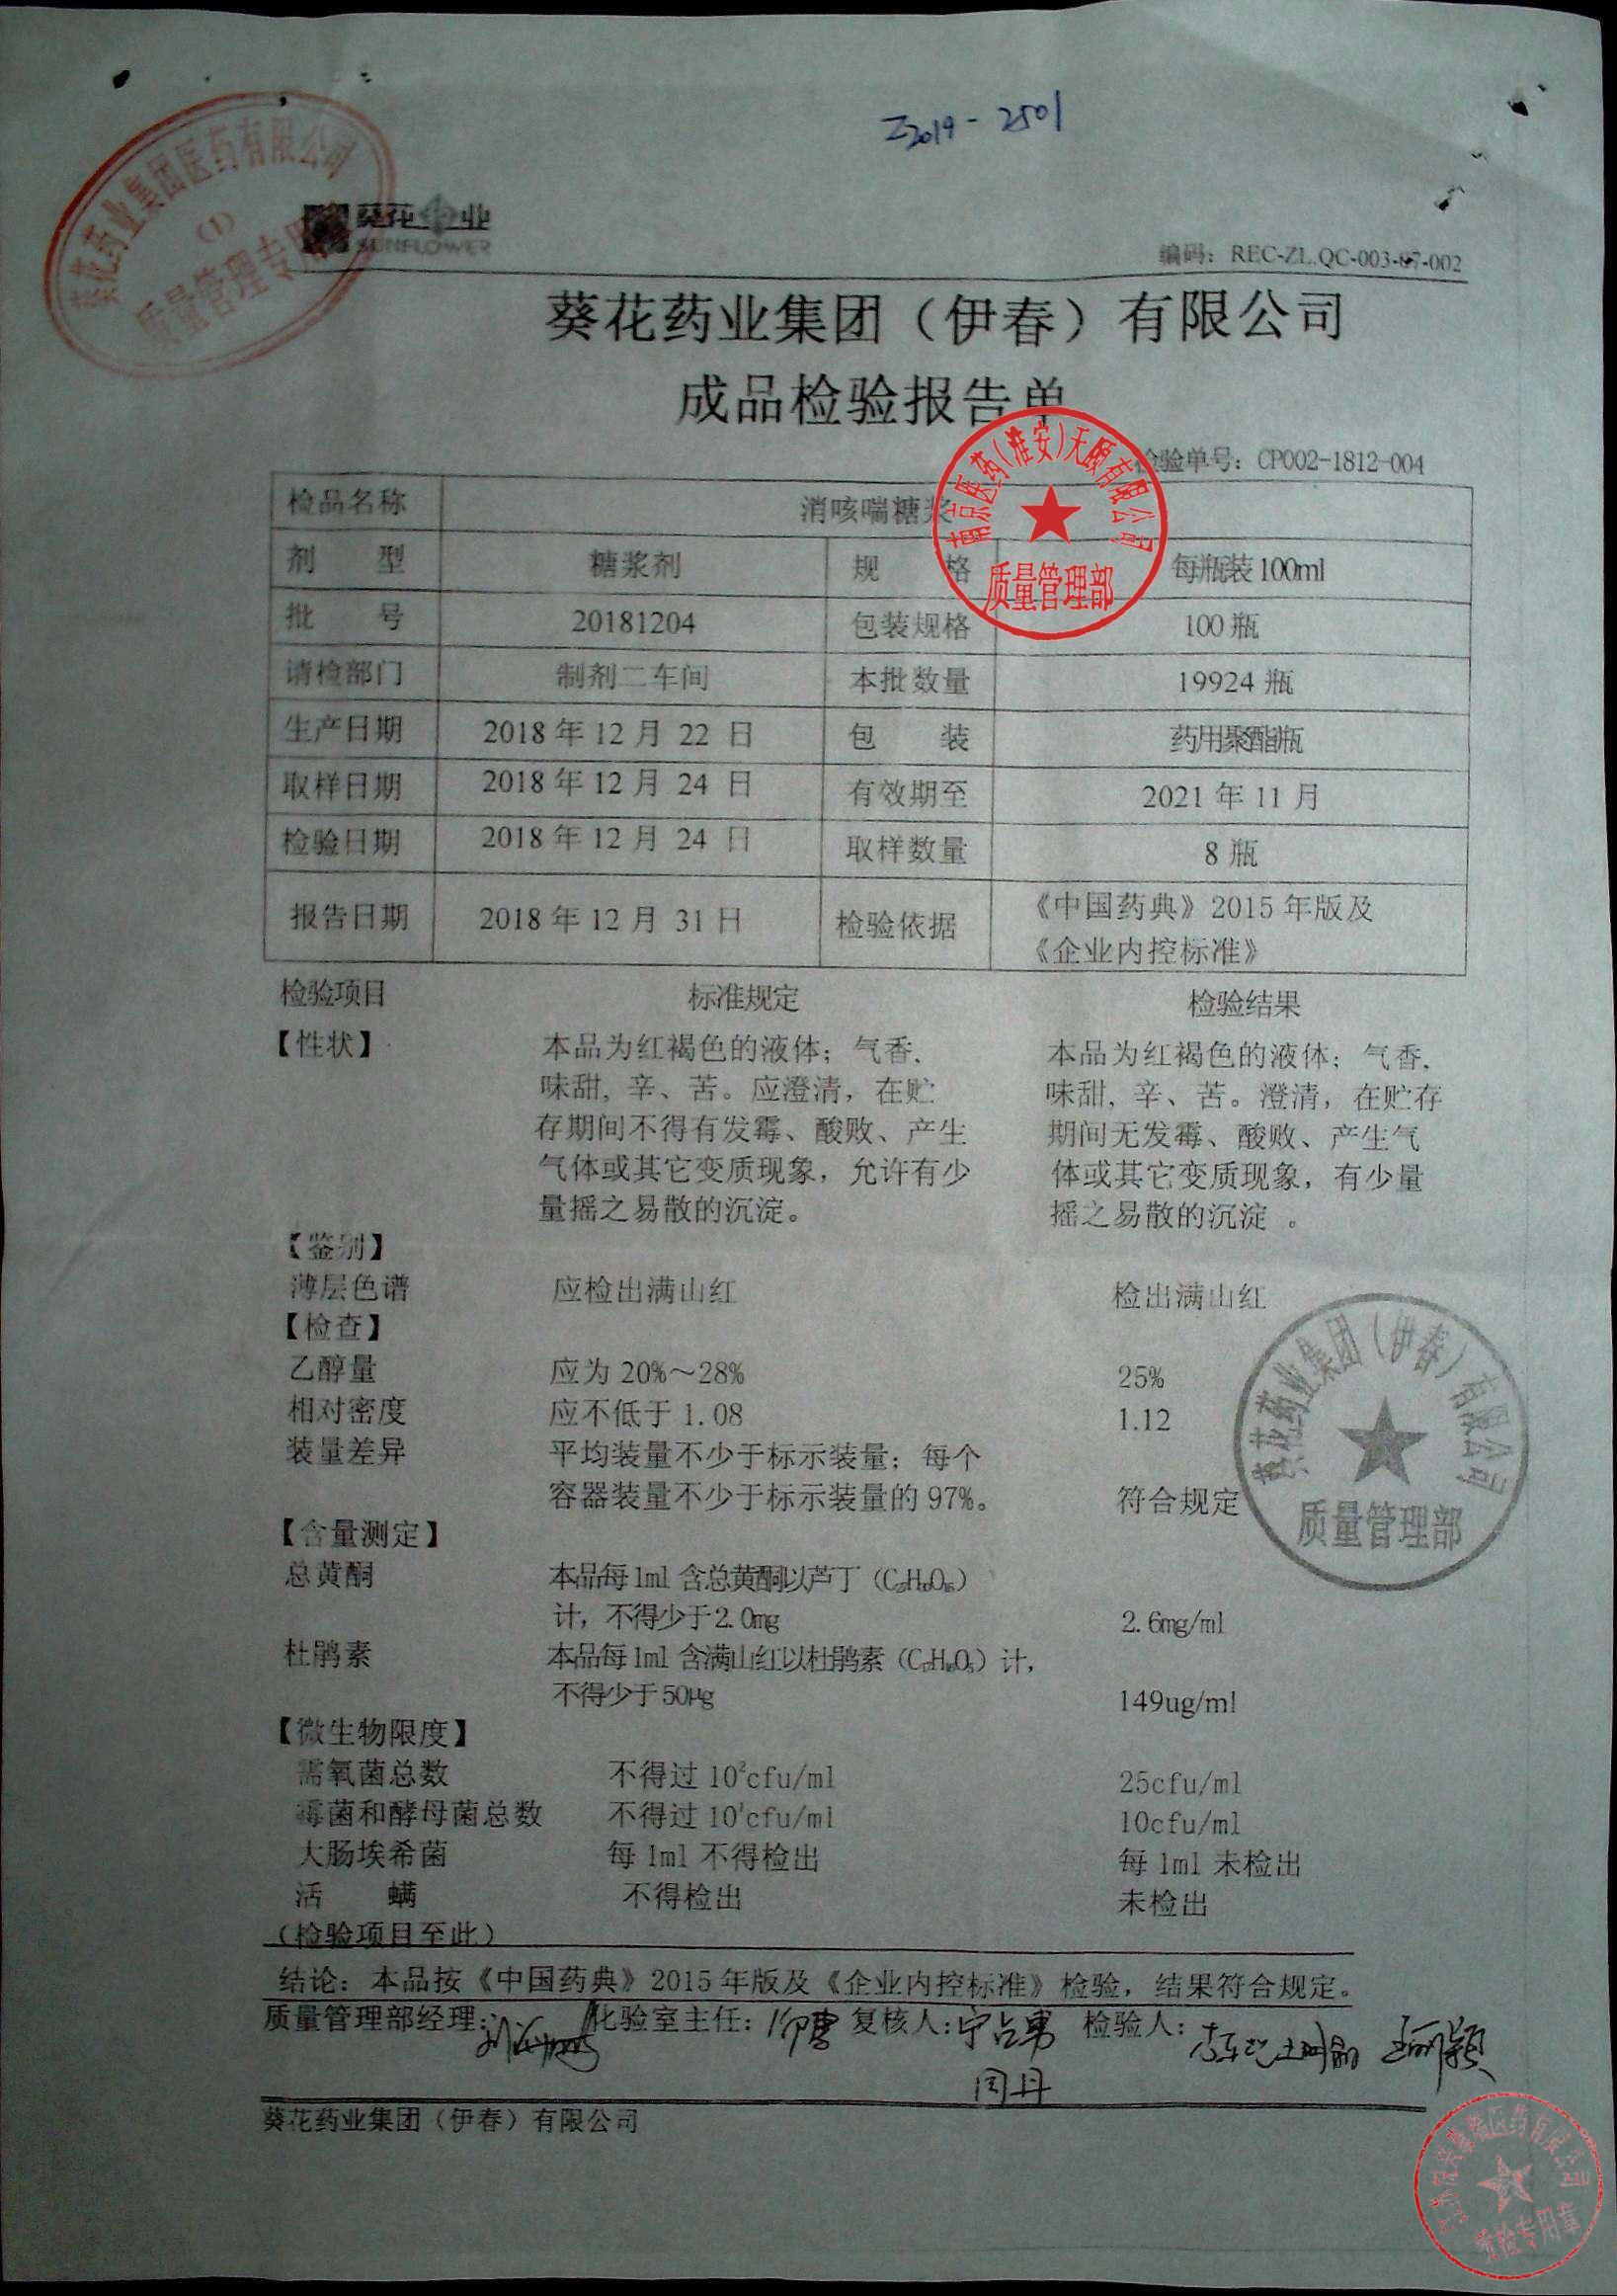 Z2019-2501
葵花药业集团医药有限公司
(1)
质量管理专用章
葵花药业
SUNFLOWER
编码：REC-ZL.QC-003-07-002
葵花药业集团（伊春）有限公司
成品检验报告单
检验单号：CP002-1812-004
南京医药(淮安)天颐有限公司
质量管理部
检品名称 消咳喘糖浆
剂 型 糖浆剂 规 格 每瓶装100ml
批 号 20181204 包装规格 100瓶
请检部门 制剂二车间 本批数量 19924 瓶
生产日期 2018年12月 22 日 包 装 药用聚酯瓶
取样日期 2018年12月 24 日 有效期至 2021 年 11 月
检验日期 2018年12月 24 日 取样数量 8 瓶
报告日期 2018年12月 31日 检验依据 《中国药典》2015年版及
《企业内控标准》
检验项目 标准规定 检验结果
【性状】 本品为红褐色的液体；气香, 本品为红褐色的液体；气香,
味甜, 辛、苦。应澄清，在贮 味甜, 辛、苦。澄清，在贮存
存期间不得有发霉、酸败、产生 期间无发霉、酸败、产生气
气体或其它变质现象，允许有少 体或其它变质现象，有少量
量摇之易散的沉淀。 摇之易散的沉淀 。
【鉴别】
薄层色谱 应检出满山红 检出满山红
【检查】
乙醇量 应为20%～28% 25%
相对密度 应不低于1.08 1.12
装量差异 平均装量不少于标示装量；每个
容器装量不少于标示装量的97%。 符合规定
葵花药业集团（伊春）有限公司
质量管理部
【含量测定】
总黄酮 本品每1ml含总黄酮以芦丁（C₂₇H₃₀O₁₆）
计，不得少于2.0mg 2.6mg/ml
杜鹃素 本品每1ml含满山红以杜鹃素（C₁₇H₁₆O₅）计，
不得少于50μg 149ug/ml
【微生物限度】
需氧菌总数 不得过10²cfu/ml 25cfu/ml
霉菌和酵母菌总数 不得过10¹cfu/ml 10cfu/ml
大肠埃希菌 每1ml不得检出 每1ml未检出
活 螨 不得检出 未检出
（检验项目至此）
结论：本品按《中国药典》2015年版及《企业内控标准》检验，结果符合规定。
质量管理部经理: 化验室主任: 复核人:宁占勇 检验人: 王丽颖
闫丹
葵花药业集团（伊春）有限公司
质检专用章